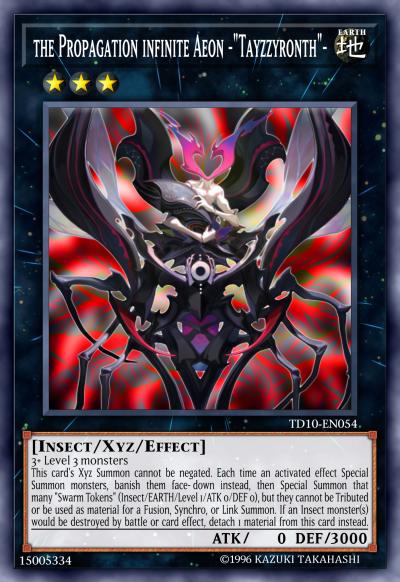 the Propagation infinite Aeon -"Tayzzyronth"-
EARTH
地
TD10-EN054
[Insect/Xyz/Effect]
3+ Level 3 monsters
This card's Xyz Summon cannot be negated. Each time an activated effect Special
Summon monsters, banish them face-down instead, then Special Summon that
many "Swarm Tokens" (Insect/EARTH/Level 1/ATK 0/DEF 0), but they cannot be Tributed
or be used as material for a Fusion, Synchro, or Link Summon. If an Insect monster(s)
would be destroyed by battle or card effect, detach 1 material from this card instead.
ATK/ 0 DEF/3000
15005334 ©1996 KAZUKI TAKAHASHI